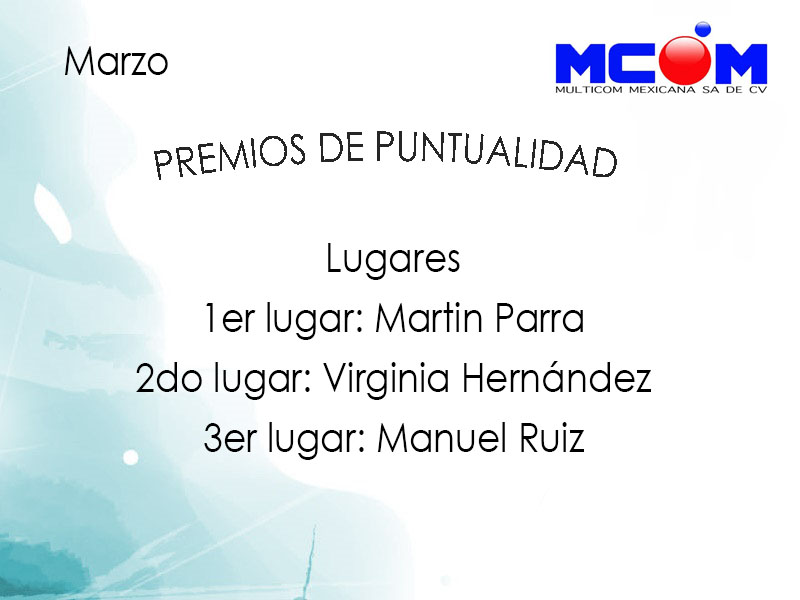 Marzo
MCOM
MULTICOM MEXICANA SA DE CV
PREMIOS DE PUNTUALIDAD
Lugares
1er lugar: Martin Parra
2do lugar: Virginia Hernández
3er lugar: Manuel Ruiz